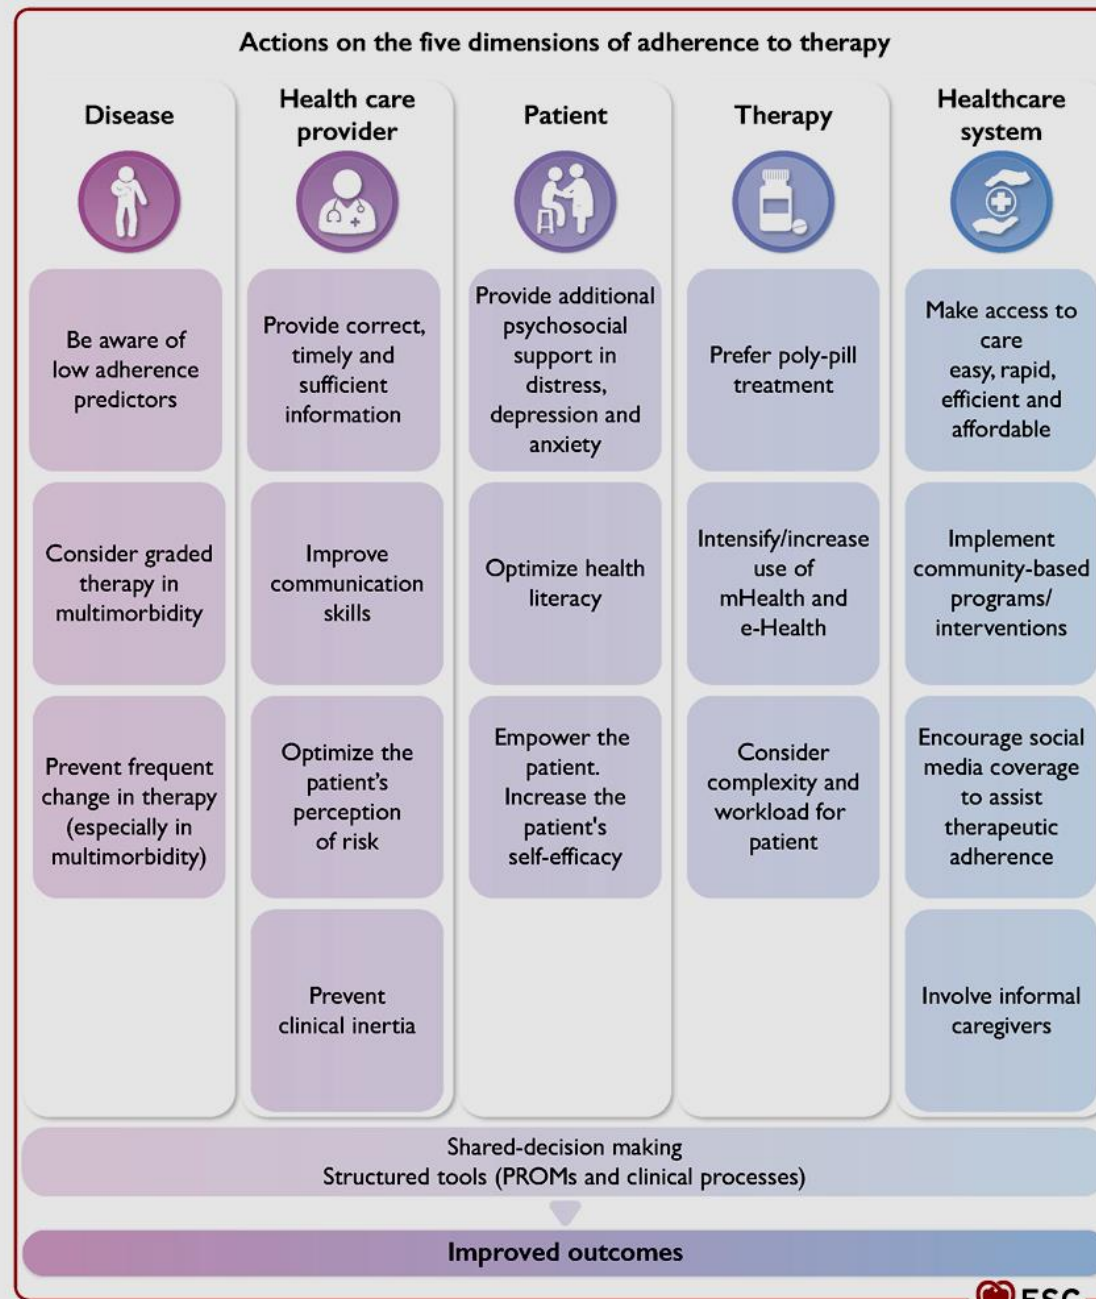 Actions on the five dimensions of adherence to therapy
Disease
Health care
provider
Patient
Therapy
Healthcare
system
Be aware of
low adherence
predictors
Provide correct,
timely and
sufficient
information
Provide additional
psychosocial
support in
distress,
depression and
anxiety
Prefer poly-pill
treatment
Make access to
care
easy, rapid,
efficient and
affordable
Consider graded
therapy in
multimorbidity
Improve
communication
skills
Optimize health
literacy
Intensify/increase
use of
mHealth and
e-Health
Implement
community-based
programs/
interventions
Prevent frequent
change in therapy
(especially in
multimorbidity)
Optimize the
patient's
perception
of risk
Empower the
patient.
Increase the
patient's
self-efficacy
Consider
complexity and
workload for
patient
Encourage social
media coverage
to assist
therapeutic
adherence
Prevent
clinical inertia
Involve informal
caregivers
Shared-decision making
Structured tools (PROMs and clinical processes)
Improved outcomes
ESC